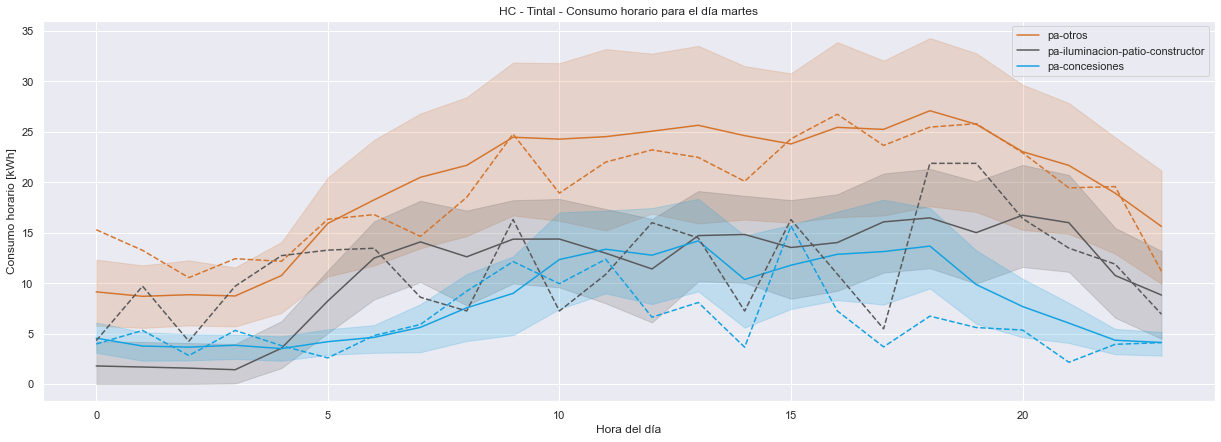 HC - Tintal - Consumo horario para el día martes
35
30
25
20
15
10
5
0
Consumo horario [kWh]
pa-otros
pa-iluminacion-patio-constructor
pa-concesiones
0
5
10
15
20
Hora del día